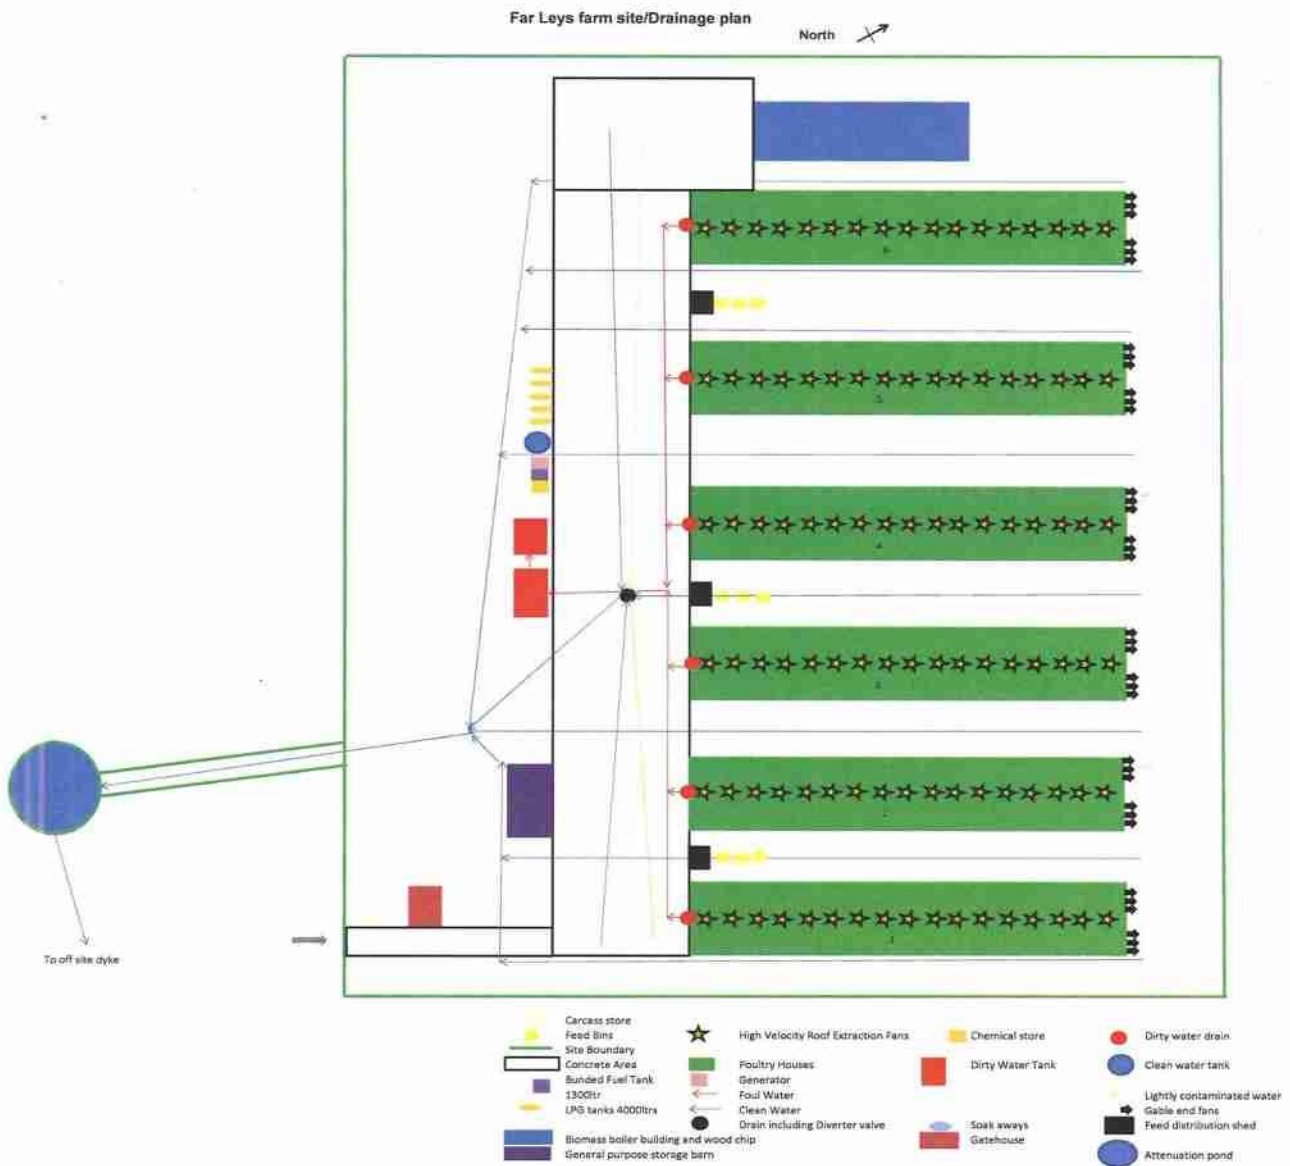 Far Leys farm site/Drainage plan
North
To off site dyke
Carcass store
Feed Bins
Site Boundary
Concrete Area
Bunded Fuel Tank
1300ltr
LPG tanks 4000ltrs
Biomass boiler building and wood chip
General purpose storage barn
High Velocity Roof Extraction Fans
Poultry Houses
Generator
Foul Water
Clean Water
Drain including Diverter valve
Chemical store
Dirty Water Tank
Soak aways
Gatehouse
Dirty water drain
Clean water tank
Lightly contaminated water
Gable end fans
Feed distribution shed
Attenuation pond